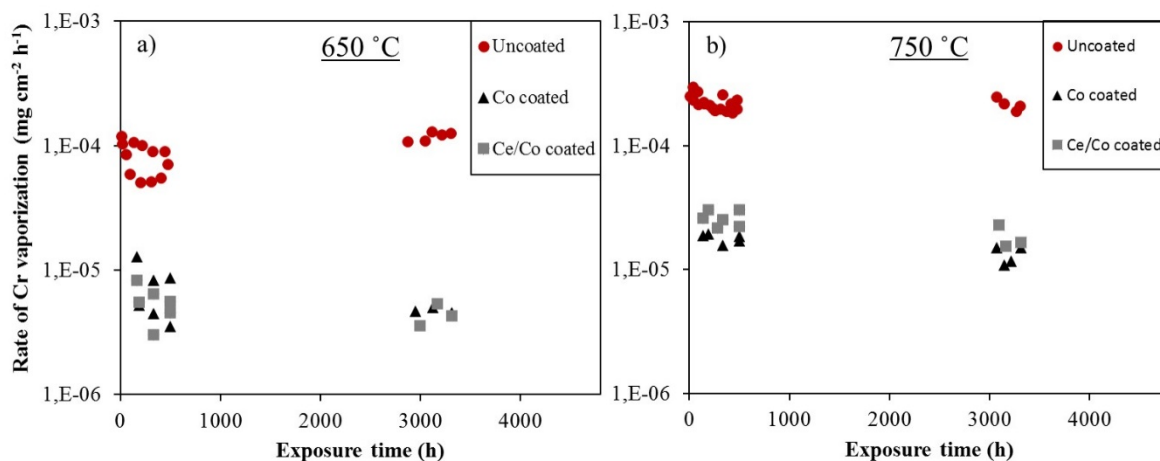 a)
650 ˚C
Uncoated
Co coated
Ce/Co coated
1,E-03
1,E-04
1,E-05
1,E-06
0
1000
2000
3000
4000
Rate of Cr vaporization (mg cm⁻² h⁻¹)
Exposure time (h)
b)
750 ˚C
Uncoated
Co coated
Ce/Co coated
1,E-03
1,E-04
1,E-05
1,E-06
0
1000
2000
3000
4000
Exposure time (h)